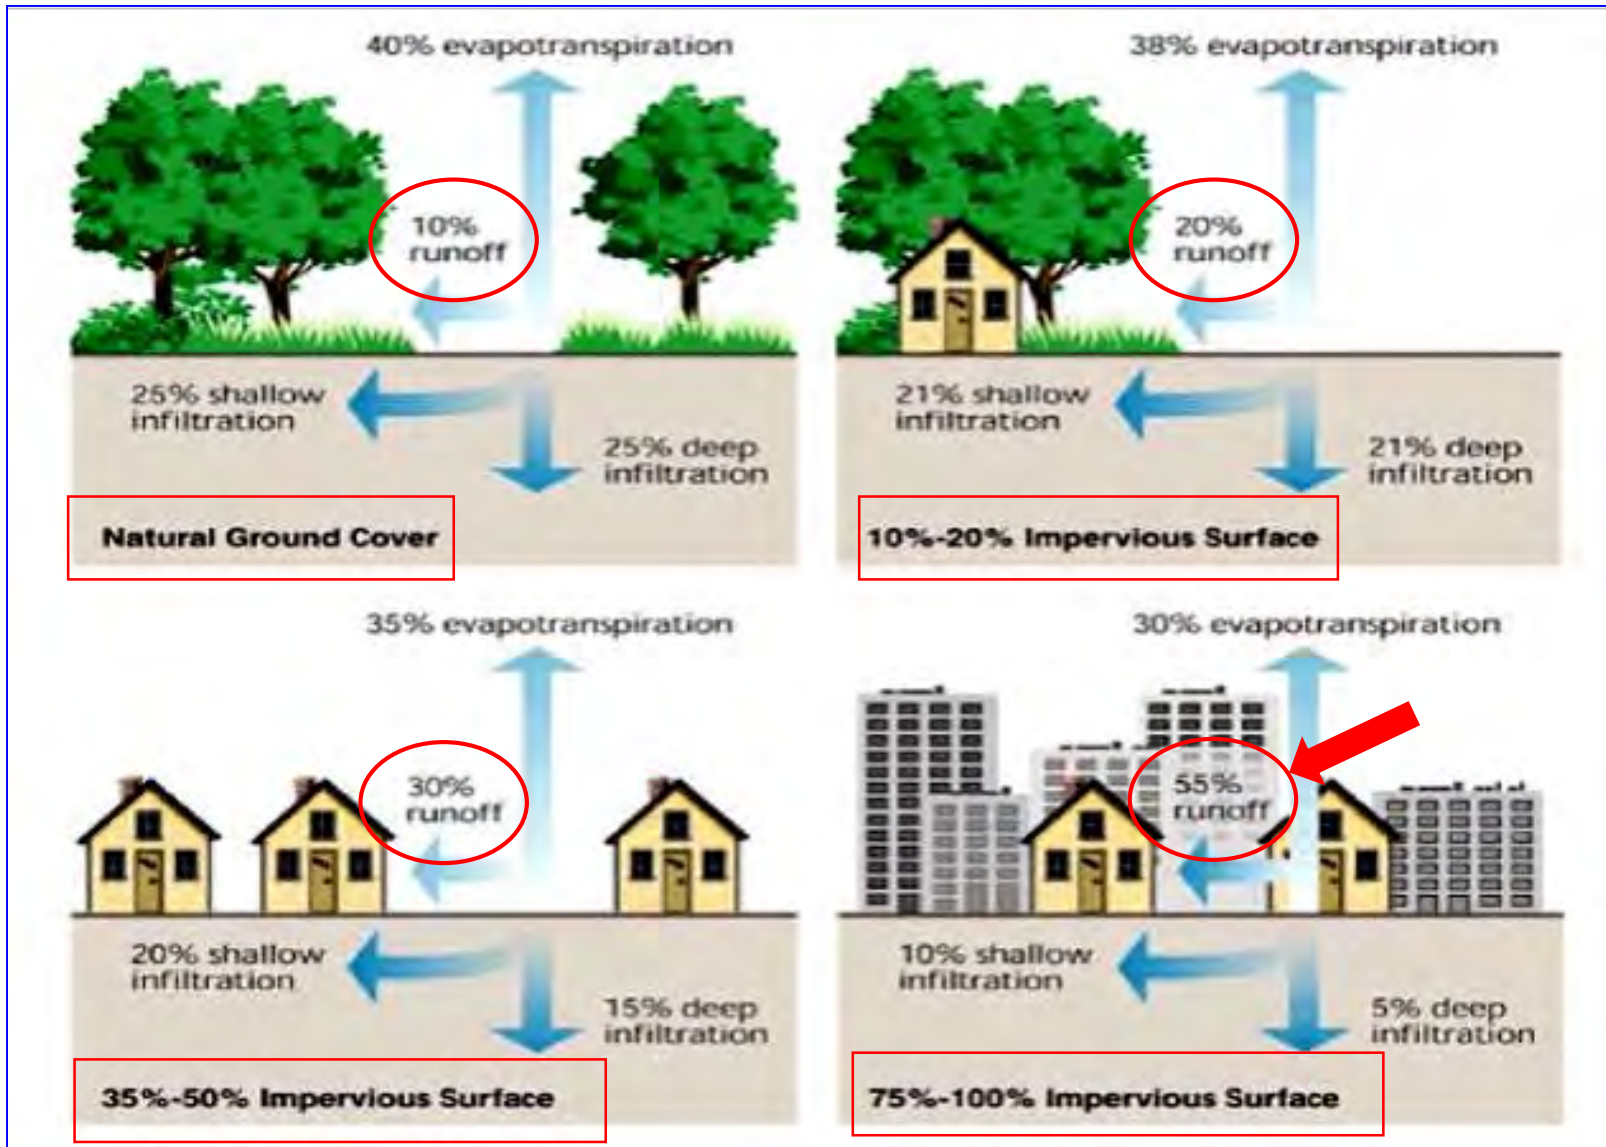 40% evapotranspiration
10%
runoff
25% shallow
infiltration
25% deep
infiltration
Natural Ground Cover
38% evapotranspiration
20%
runoff
21% shallow
infiltration
21% deep
infiltration
10%-20% Impervious Surface
35% evapotranspiration
30%
runoff
20% shallow
infiltration
15% deep
infiltration
35%-50% Impervious Surface
30% evapotranspiration
55%
runoff
10% shallow
infiltration
5% deep
infiltration
75%-100% Impervious Surface